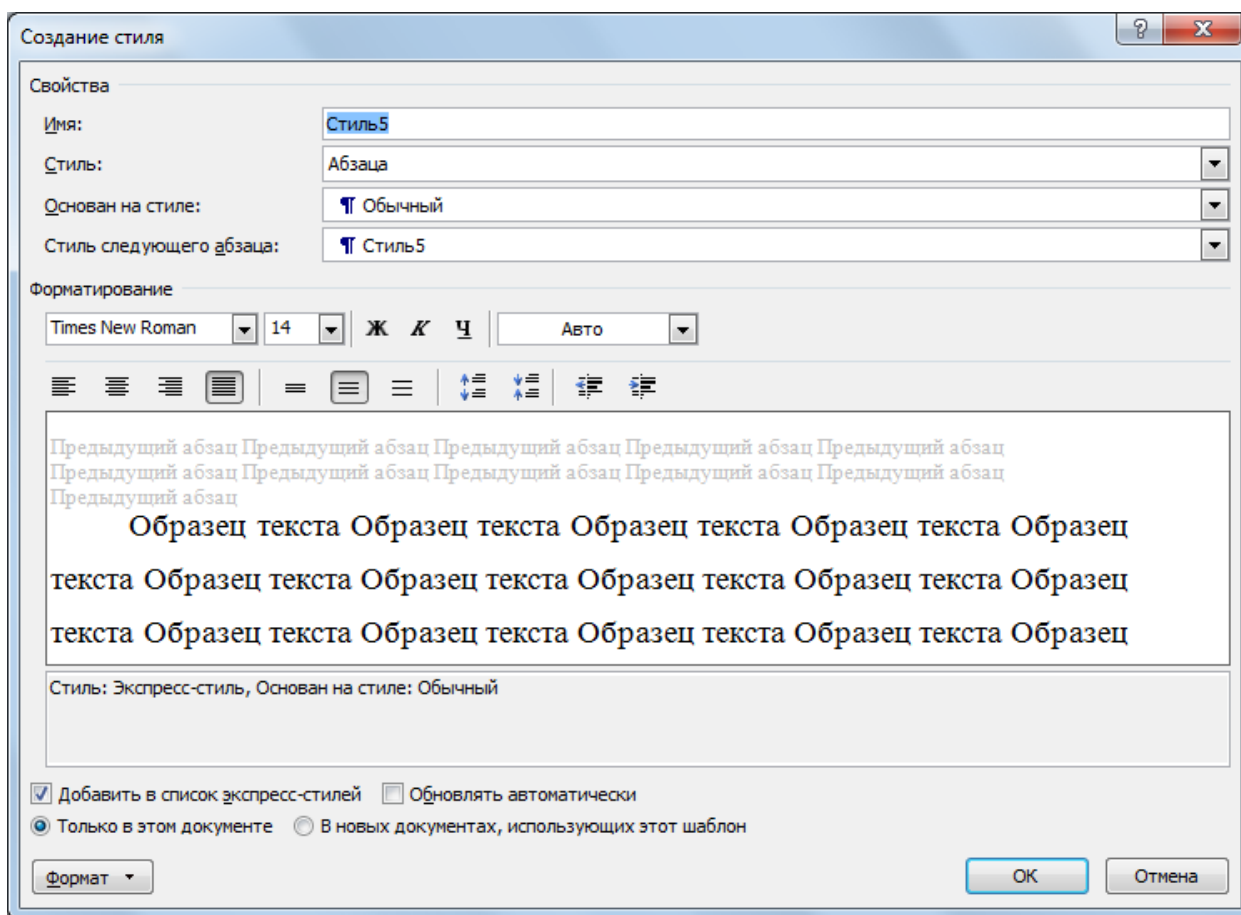 Создание стиля
Свойства
Имя: Стиль5
Стиль: Абзаца
Основан на стиле: ¶ Обычный
Стиль следующего абзаца: ¶ Стиль5
Форматирование
Times New Roman 14 Ж К Ч Авто
Предыдущий абзац Предыдущий абзац Предыдущий абзац Предыдущий абзац Предыдущий абзац
Предыдущий абзац Предыдущий абзац Предыдущий абзац Предыдущий абзац Предыдущий абзац
Предыдущий абзац
Образец текста Образец текста Образец текста Образец текста Образец
текста Образец текста Образец текста Образец текста Образец текста Образец
текста Образец текста Образец текста Образец текста Образец текста Образец
Стиль: Экспресс-стиль, Основан на стиле: Обычный
Добавить в список экспресс-стилей Обновлять автоматически
Только в этом документе В новых документах, использующих этот шаблон
Формат OK Отмена